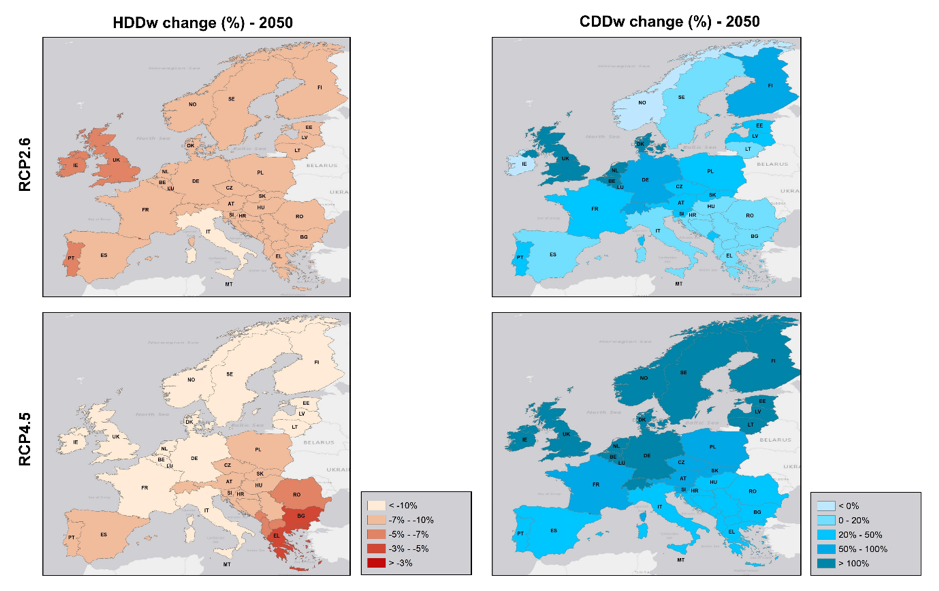 HDDw change (%) - 2050
CDDw change (%) - 2050
RCP2.6
NO
SE
FI
EE
LV
LT
DK
IE
UK
NL
BE
LU
DE
PL
CZ
SK
AT
HU
FR
SI
HR
RO
IT
BG
PT
ES
EL
MT
BELARUS
UKRA
NO
SE
FI
EE
LV
LT
DK
IE
UK
NL
BE
LU
DE
PL
CZ
SK
AT
HU
FR
SI
HR
RO
IT
BG
PT
ES
EL
MT
BELARUS
UKRAI
RCP4.5
NO
SE
FI
EE
LV
LT
DK
IE
UK
NL
BE
LU
DE
PL
CZ
SK
AT
HU
FR
SI
HR
RO
IT
BG
PT
ES
EL
MT
BELARUS
UKRAI
NO
SE
FI
EE
LV
LT
DK
IE
UK
NL
BE
LU
DE
PL
CZ
SK
AT
HU
FR
SI
HR
RO
IT
BG
PT
ES
EL
MT
BELARUS
UKRAI
< -10%
-7% - -10%
-5% - -7%
-3% - -5%
> -3%
< 0%
0 - 20%
20% - 50%
50% - 100%
> 100%